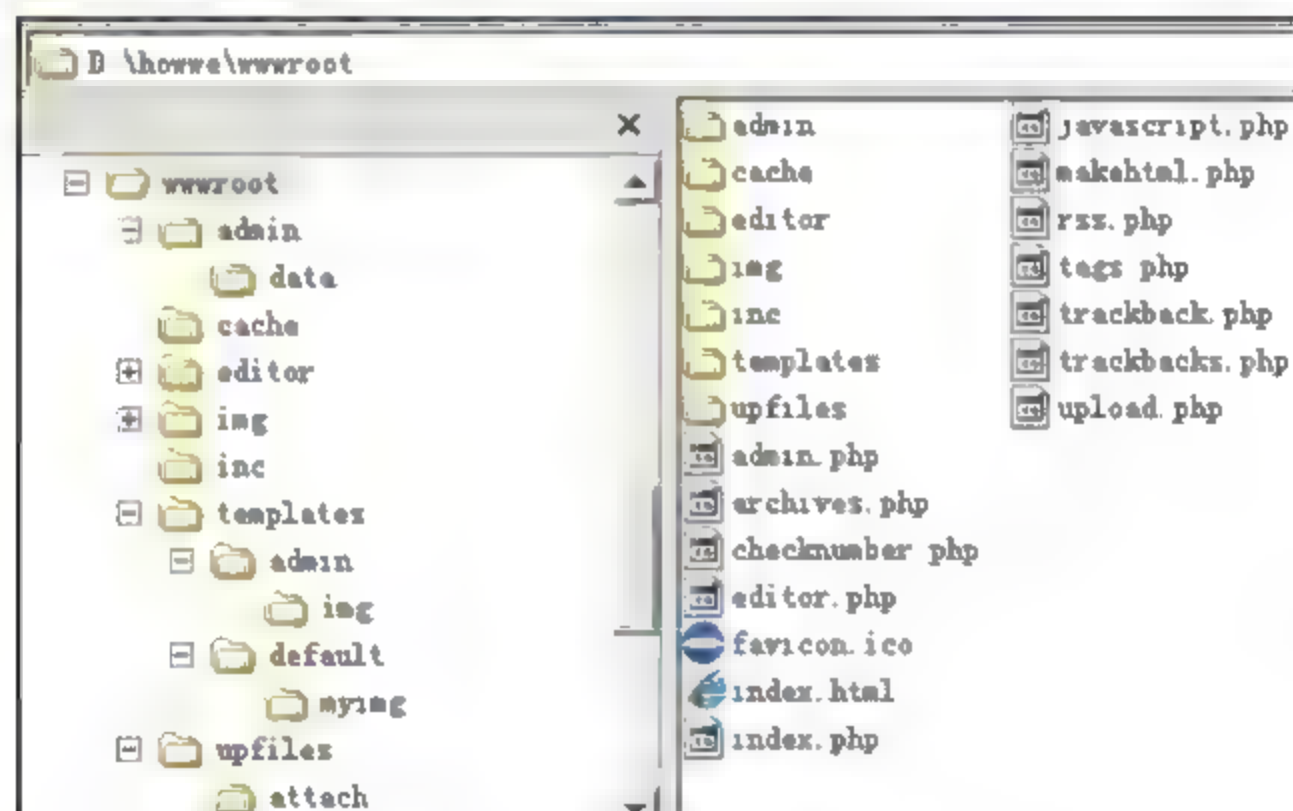 D \howwe\wwwroot
wwwroot
admin
data
cache
editor
img
inc
templates
admin
img
default
myimg
upfiles
attach
admin
cache
editor
img
inc
templates
upfiles
admin.php
archives.php
checknumber.php
editor.php
favicon.ico
index.html
index.php
javascript.php
makehtml.php
rss.php
tags.php
trackback.php
trackbacks.php
upload.php